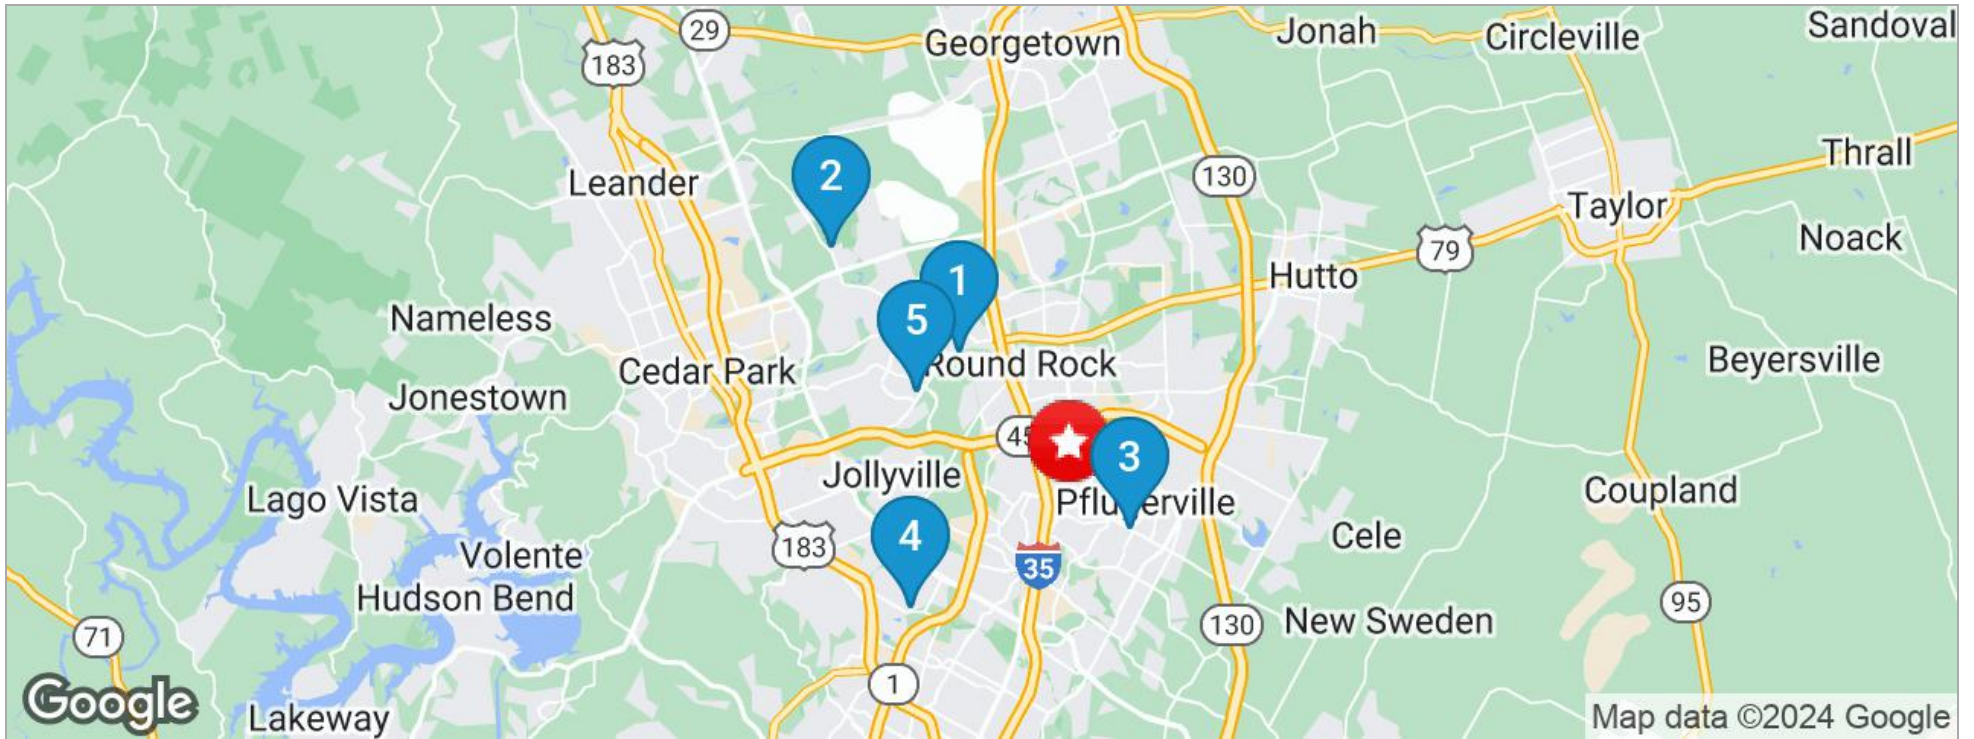 29
Georgetown
Jonah
Circleville
Sandoval
183
Thrall
2
Leander
130
Taylor
Noack
79
Hutto
1
5
Nameless
Cedar Park
Round Rock
Beyersville
Jonestown
45
3
Jollyville
Lago Vista
Coupland
4
183
Cele
Volente
35
Hudson Bend
95
71
130
New Sweden
1
Google
Lakeway
Map data ©2024 Google